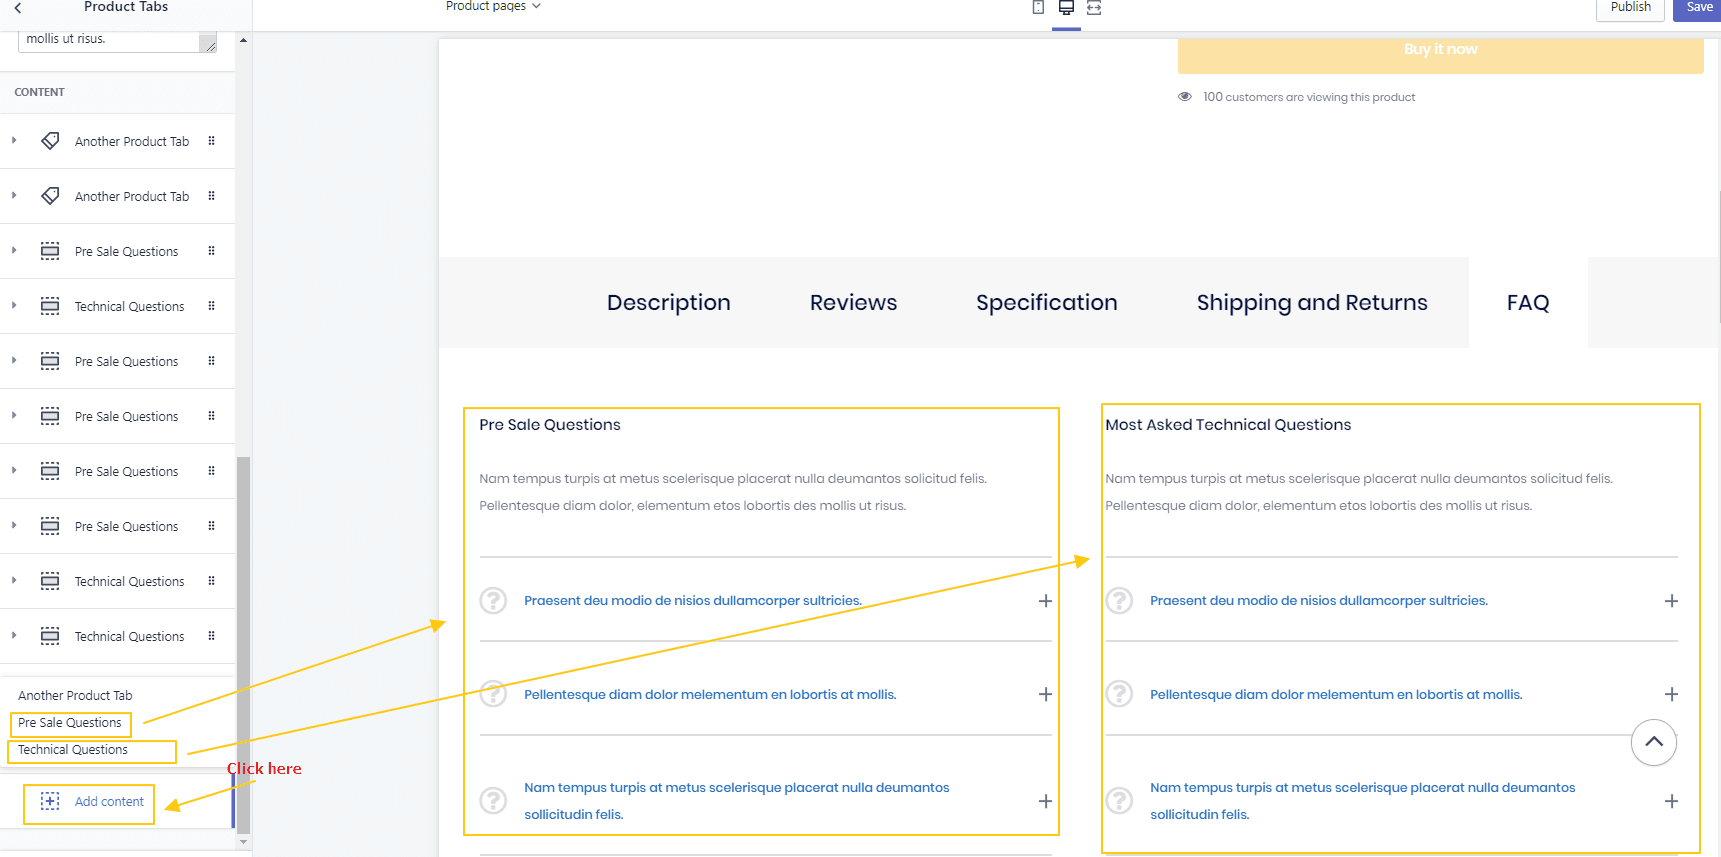 Product Tabs
Product pages
Publish
Save
mollis ut risus.
CONTENT
Another Product Tab
Another Product Tab
Pre Sale Questions
Technical Questions
Pre Sale Questions
Pre Sale Questions
Pre Sale Questions
Pre Sale Questions
Technical Questions
Technical Questions
Another Product Tab
Pre Sale Questions
Technical Questions
Click here
Add content
Buy it now
100 customers are viewing this product
Description
Reviews
Specification
Shipping and Returns
FAQ
Pre Sale Questions
Nam tempus turpis at metus scelerisque placerat nulla deumantos solicitud felis.
Pellentesque diam dolor, elementum etos lobortis des mollis ut risus.
Praesent deu modio de nisios dullamcorper sultricies.
Pellentesque diam dolor melementum en lobortis at mollis.
Nam tempus turpis at metus scelerisque placerat nulla deumantos
sollicitudin felis.
Most Asked Technical Questions
Nam tempus turpis at metus scelerisque placerat nulla deumantos solicitud felis.
Pellentesque diam dolor, elementum etos lobortis des mollis ut risus.
Praesent deu modio de nisios dullamcorper sultricies.
Pellentesque diam dolor melementum en lobortis at mollis.
Nam tempus turpis at metus scelerisque placerat nulla deumantos
sollicitudin felis.